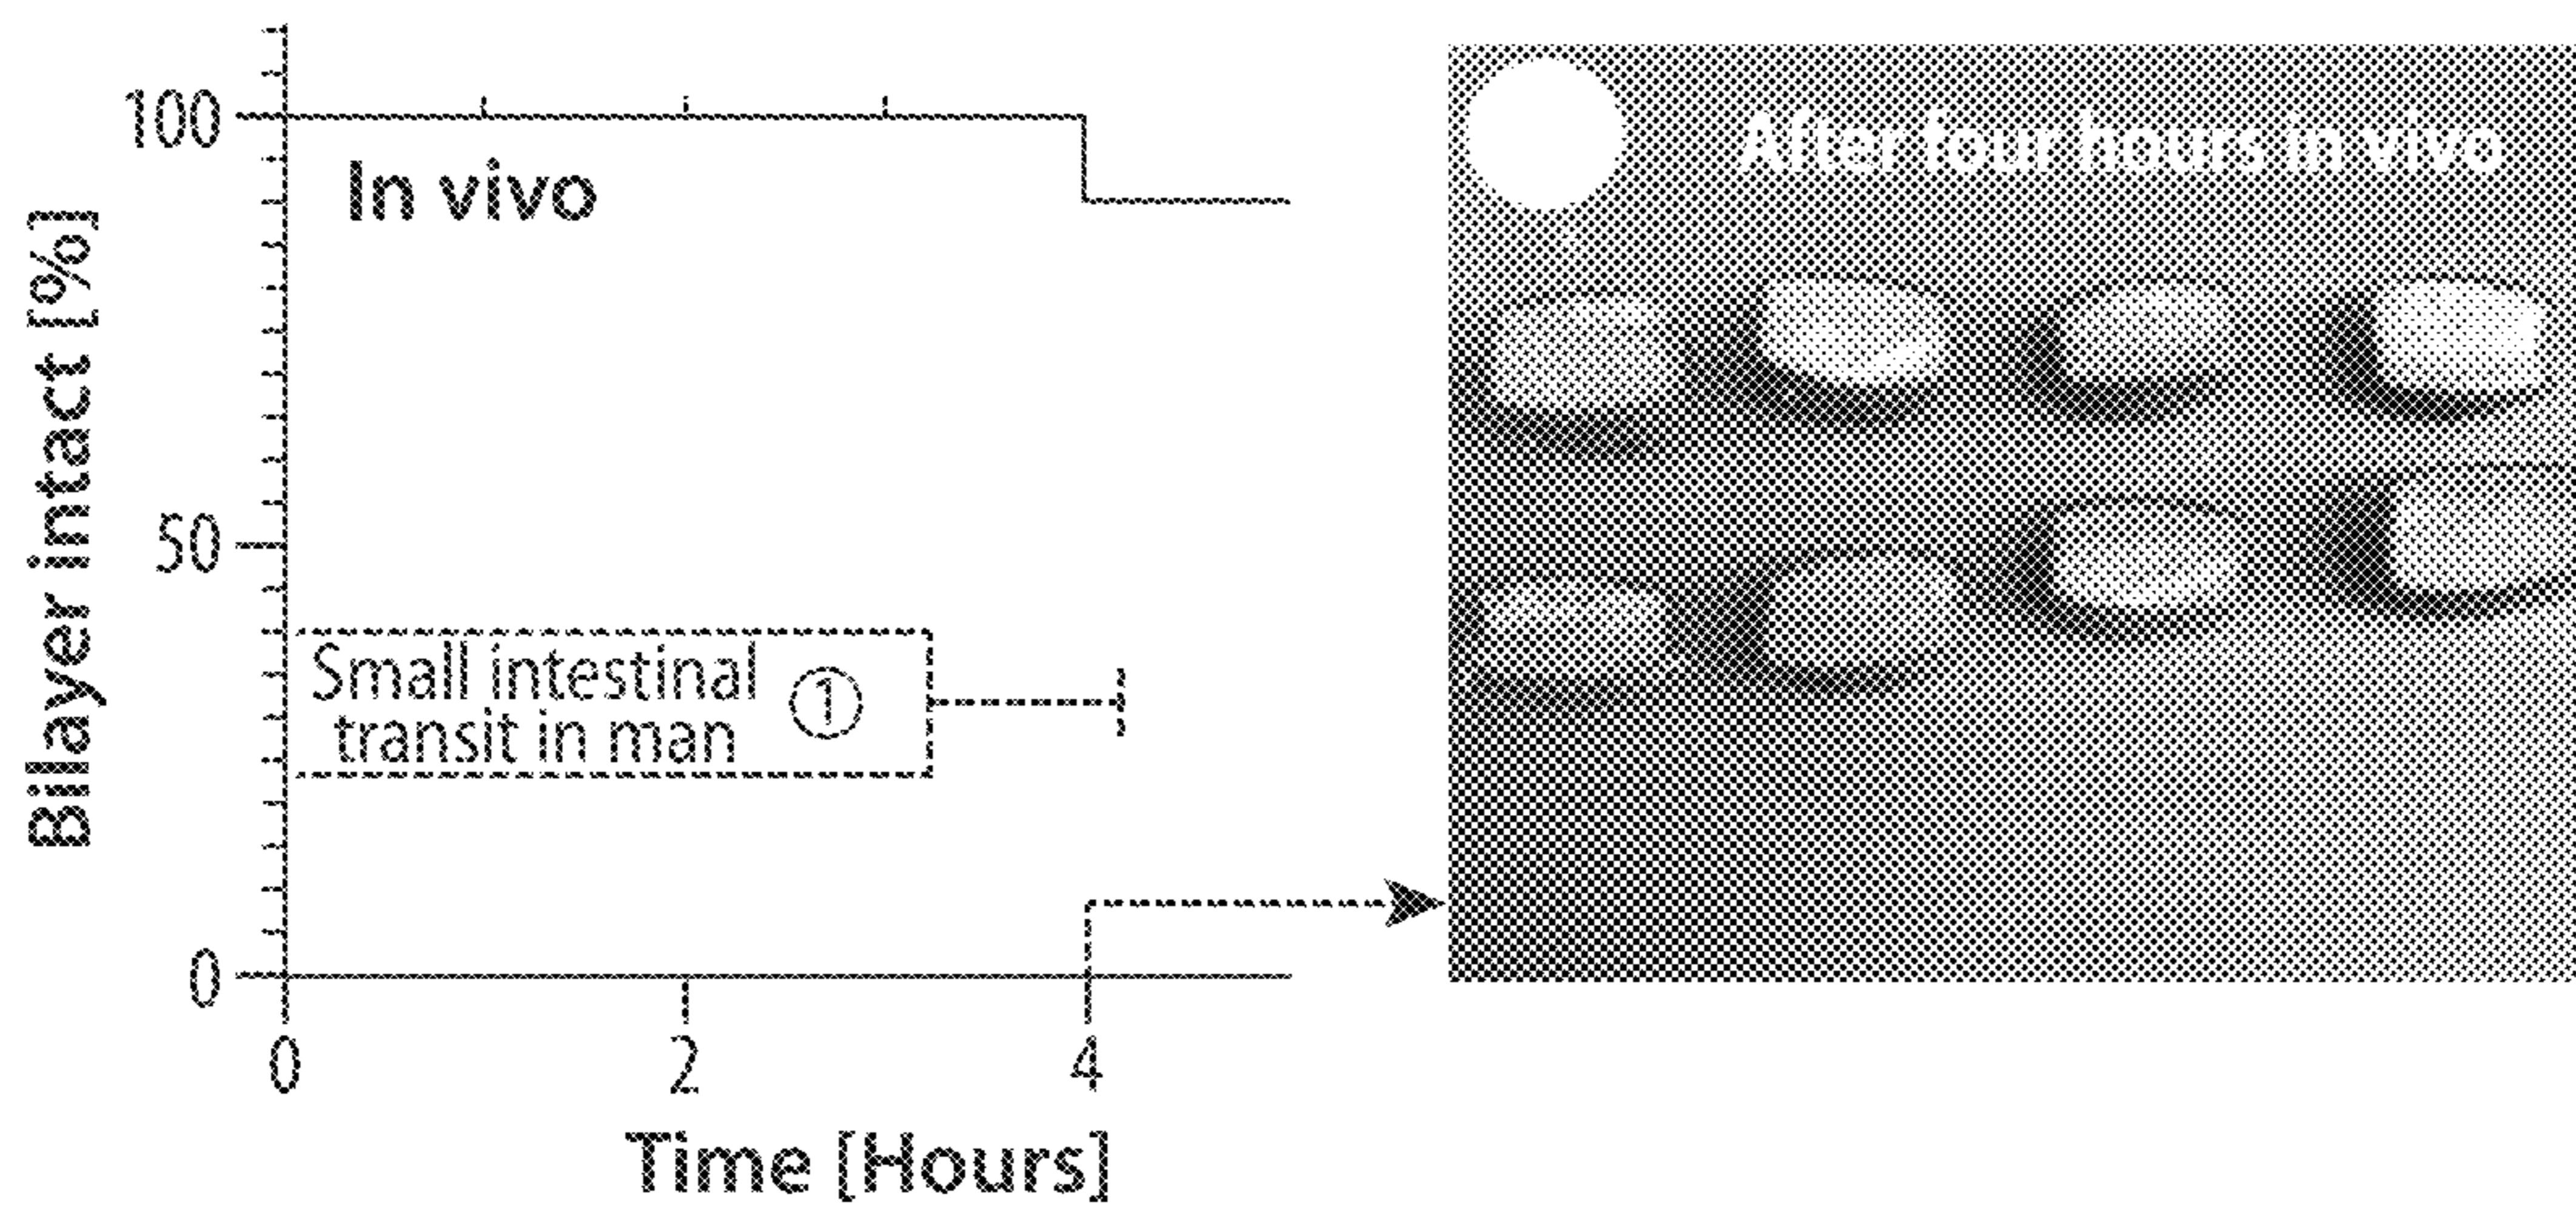 Bilayer intact [%]
100
50
0
In vivo
Small intestinal
transit in man
1
0
2
4
Time [Hours]
After four hours in vivo